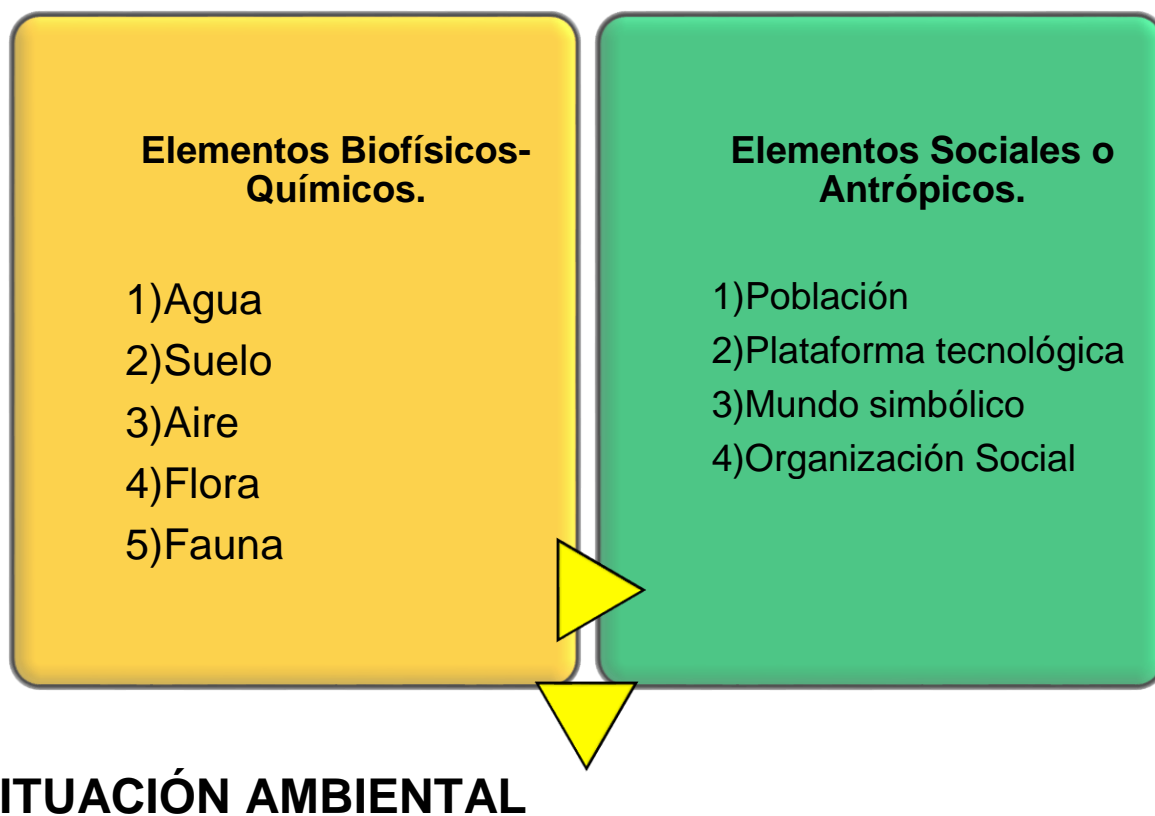 Elementos Biofísicos-
Químicos.
1)Agua
2)Suelo
3)Aire
4)Flora
5)Fauna
Elementos Sociales o
Antrópicos.
1)Población
2)Plataforma tecnológica
3)Mundo simbólico
4)Organización Social
ITUACIÓN AMBIENTAL